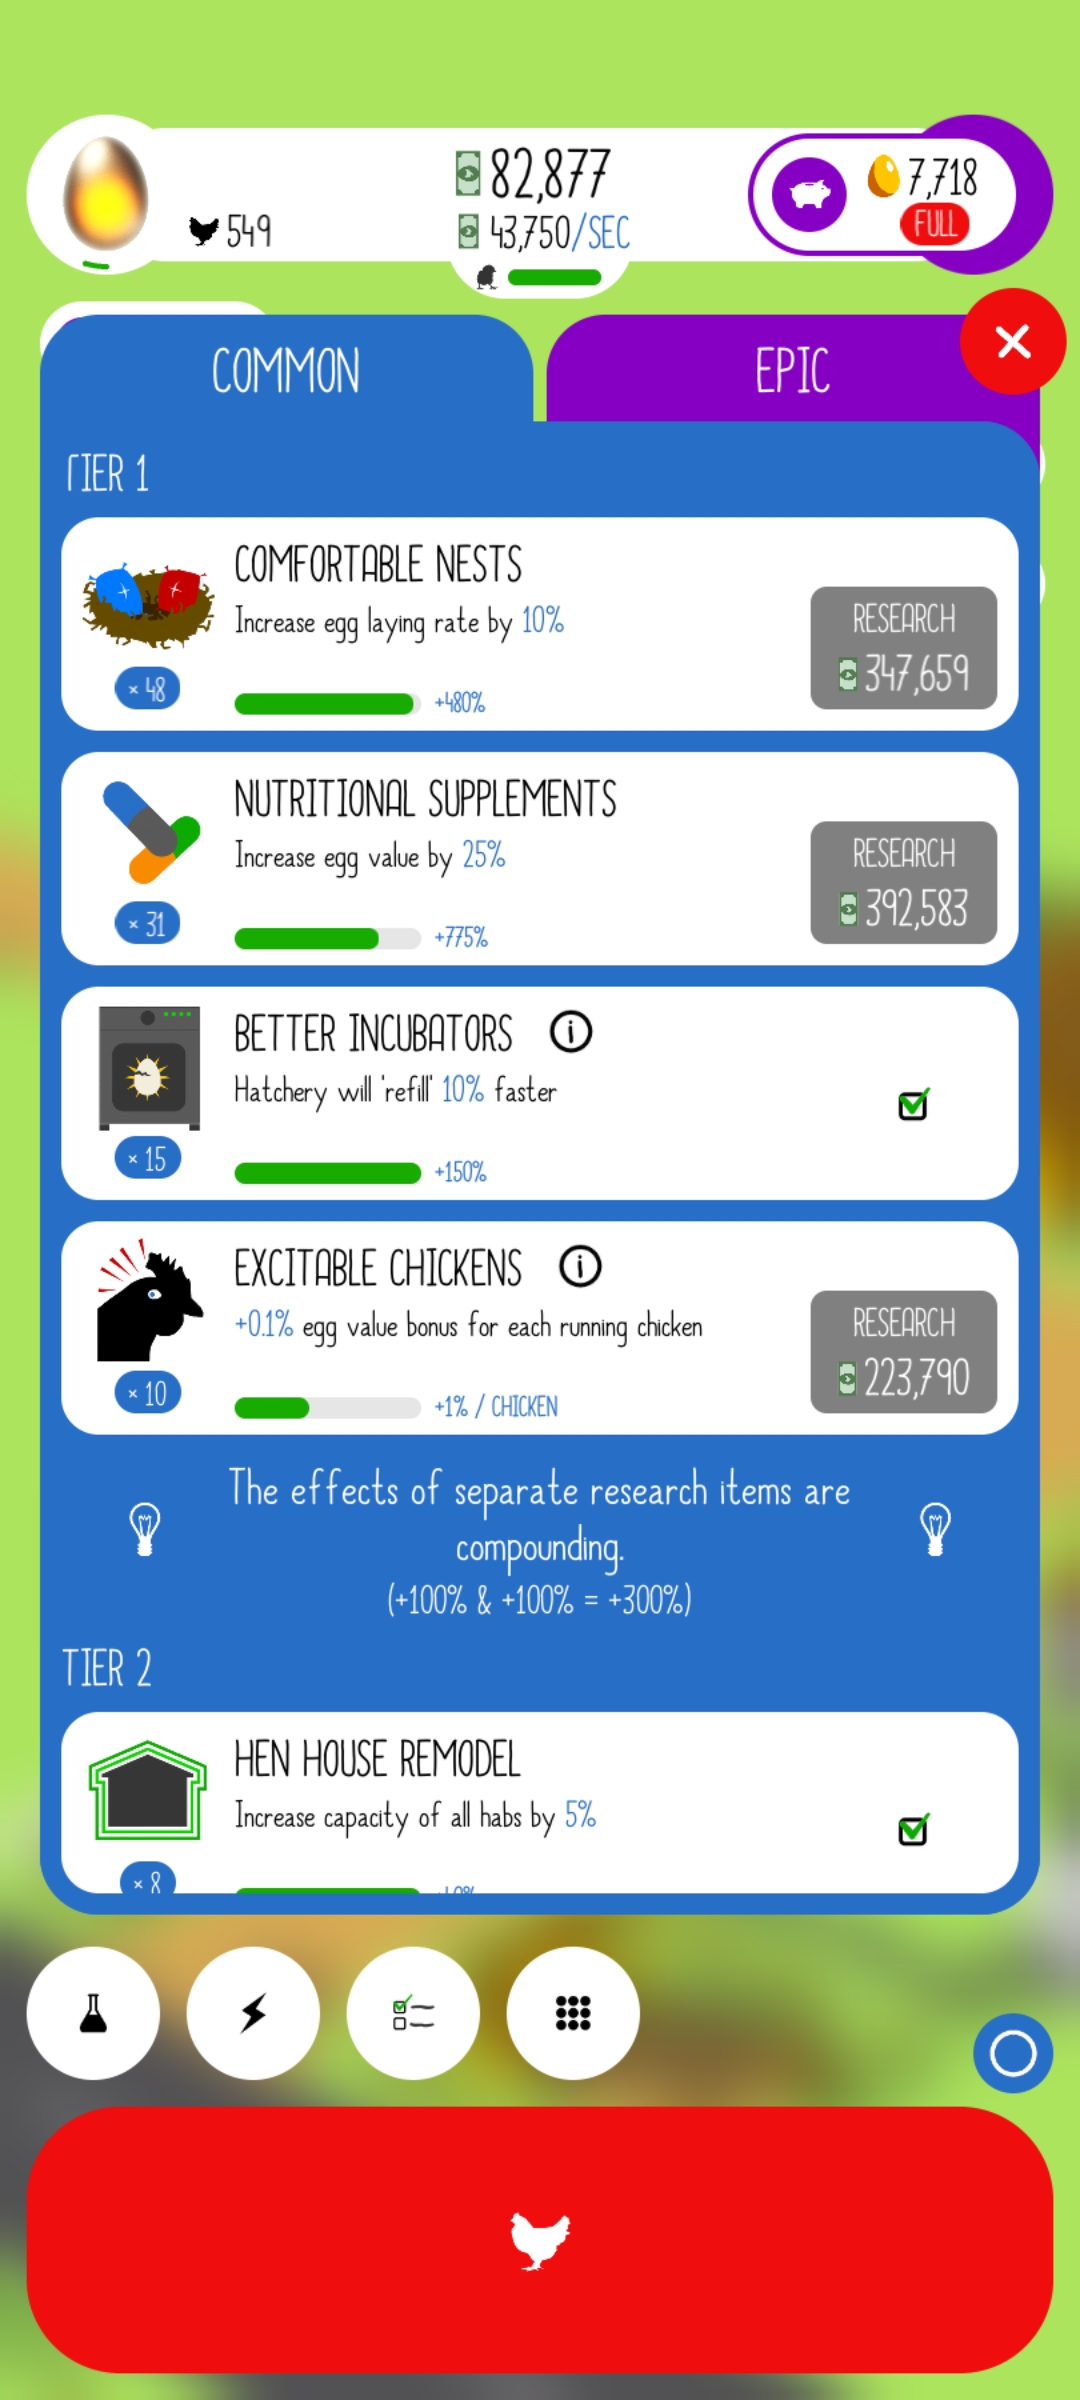 82,877
549
43,750/SEC
7,718
FULL
COMMON
EPIC
TIER 1
COMFORTABLE NESTS
Increase egg laying rate by 10%
RESEARCH
347,659
× 48
+480%
NUTRITIONAL SUPPLEMENTS
Increase egg value by 25%
RESEARCH
392,583
× 31
+775%
BETTER INCUBATORS
Hatchery will 'refill' 10% faster
× 15
+150%
EXCITABLE CHICKENS
+0.1% egg value bonus for each running chicken
RESEARCH
223,790
× 10
+1% / CHICKEN
The effects of separate research items are
compounding.
(+100% & +100% = +300%)
TIER 2
HEN HOUSE REMODEL
Increase capacity of all habs by 5%
× 8